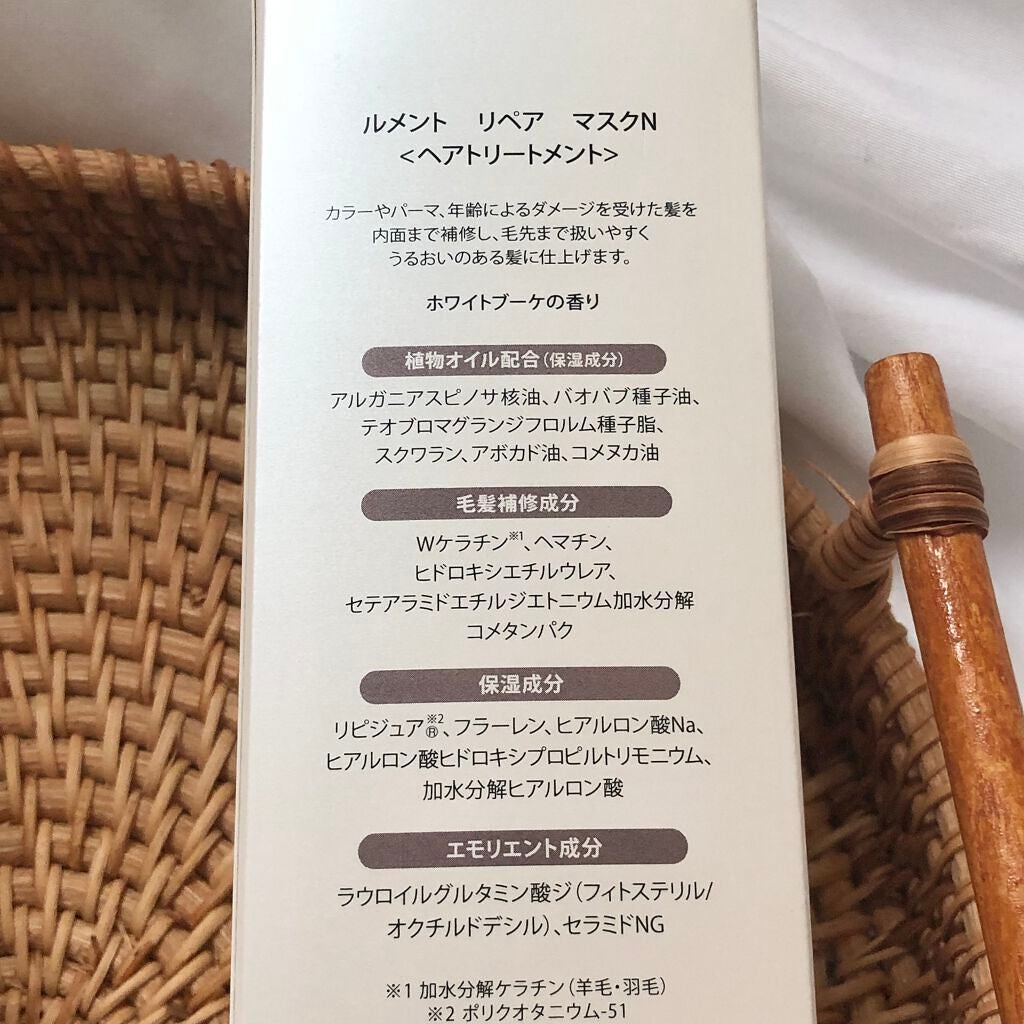 ルメント　リペア　マスクN
<ヘアトリートメント>
カラーやパーマ、年齢によるダメージを受けた髪を
内面まで補修し、毛先まで扱いやすく
うるおいのある髪に仕上げます。
ホワイトブーケの香り
植物オイル配合(保湿成分)
アルガニアスピノサ核油、バオバブ種子油、
テオブロマグランジフロルム種子脂、
スクワラン、アボカド油、コメヌカ油
毛髪補修成分
Wケラチン※1、ヘマチン、
ヒドロキシエチルウレア、
セテアラミドエチルジエトニウム加水分解
コメタンパク
保湿成分
リピジュア®※2、フラーレン、ヒアルロン酸Na、
ヒアルロン酸ヒドロキシプロピルトリモニウム、
加水分解ヒアルロン酸
エモリエント成分
ラウロイルグルタミン酸ジ(フィトステリル/
オクチルドデシル)、セラミドNG
※1 加水分解ケラチン(羊毛・羽毛)
※2 ポリクオタニウム-51